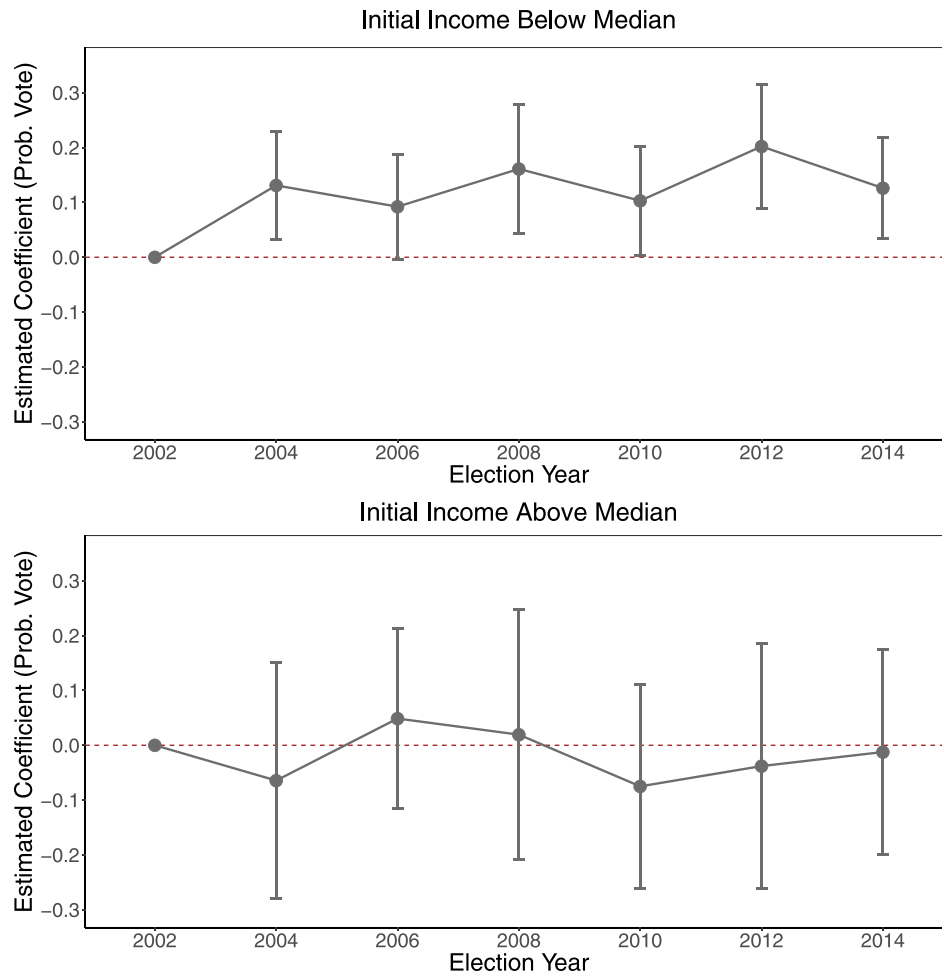 Initial Income Below Median
Estimated Coefficient (Prob. Vote)
0.3
0.2
0.1
0.0
−0.1
−0.2
−0.3
2002 2004 2006 2008 2010 2012 2014
Election Year
Initial Income Above Median
Estimated Coefficient (Prob. Vote)
0.3
0.2
0.1
0.0
−0.1
−0.2
−0.3
2002 2004 2006 2008 2010 2012 2014
Election Year